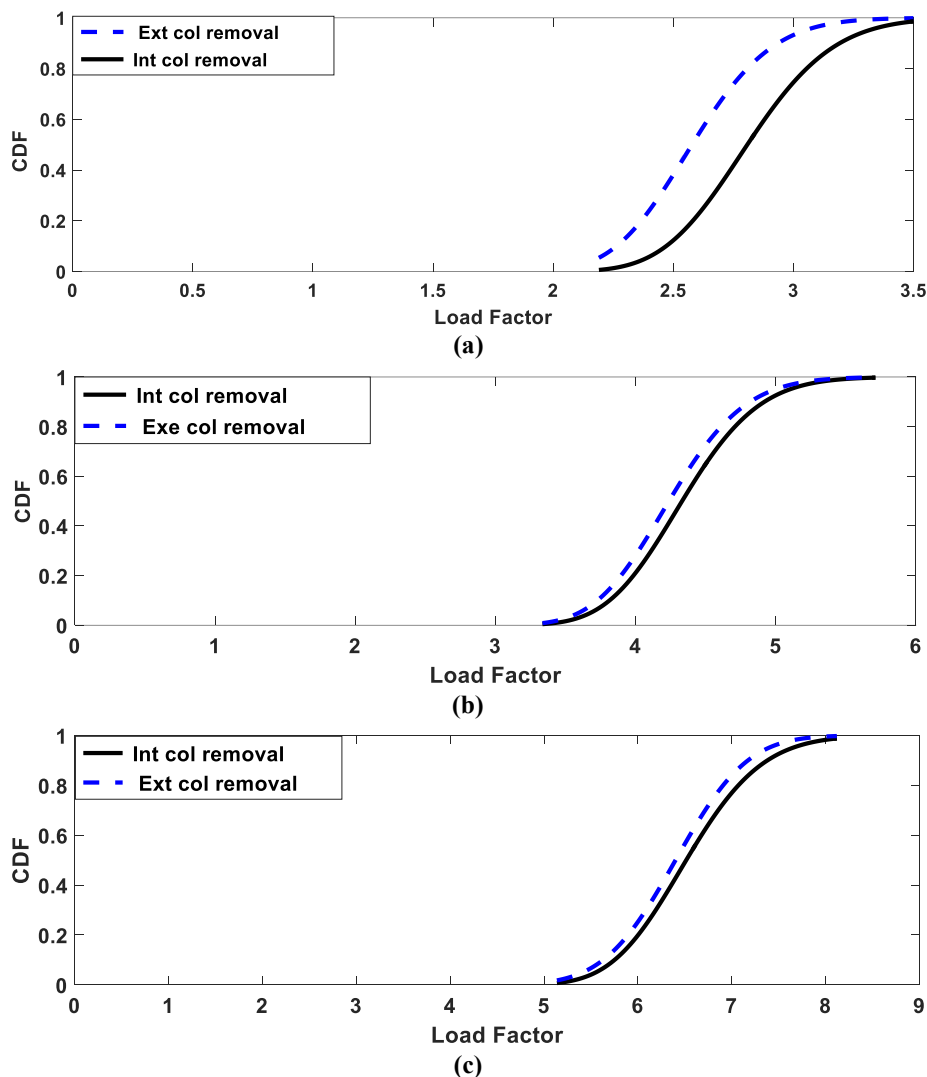 1
Ext col removal
0.8
Int col removal
0.6
CDF
0.4
0.2
0
0 0.5 1 1.5 2 2.5 3 3.5
Load Factor
(a)
1
Int col removal
0.8
Exe col removal
0.6
CDF
0.4
0.2
0
0 1 2 3 4 5 6
Load Factor
(b)
1
Int col removal
0.8
Ext col removal
0.6
CDF
0.4
0.2
0
0 1 2 3 4 5 6 7 8 9
Load Factor
(c)